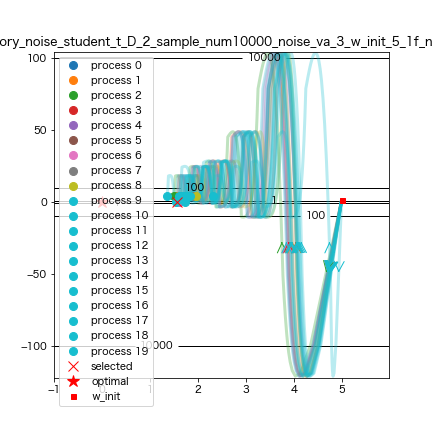 ory_noise_student_t_D_2_sample_num10000_noise_va_3_w_init_5_1f_n
100
50
0
−50
−100
10000
100
1
100
0000
process 0
process 1
process 2
process 3
process 4
process 5
process 6
process 7
process 8
process 9
process 10
process 11
process 12
process 13
process 14
process 15
process 16
process 17
process 18
process 19
selected
optimal
w_init
−1
2
3
4
5